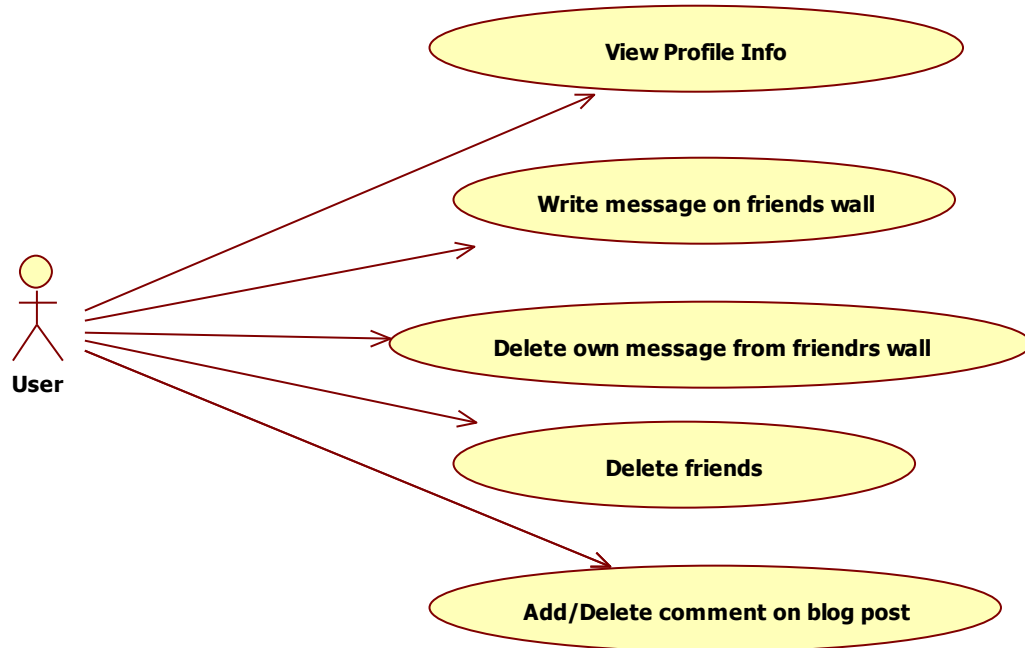 View Profile Info
Write message on friends wall
Delete own message from friendrs wall
User
Delete friends
Add/Delete comment on blog post